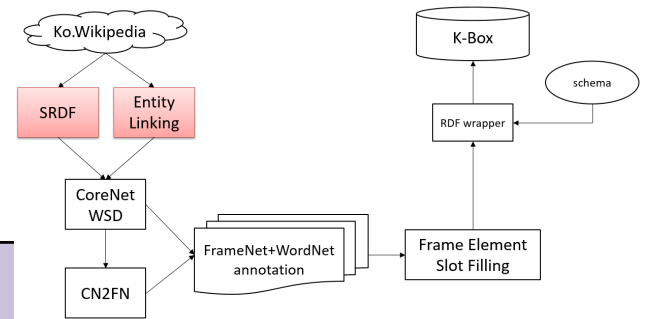 Ko.Wikipedia
SRDF
Entity
Linking
CoreNet
WSD
CN2FN
FrameNet+WordNet
annotation
Frame Element
Slot Filling
RDF wrapper
schema
K-Box